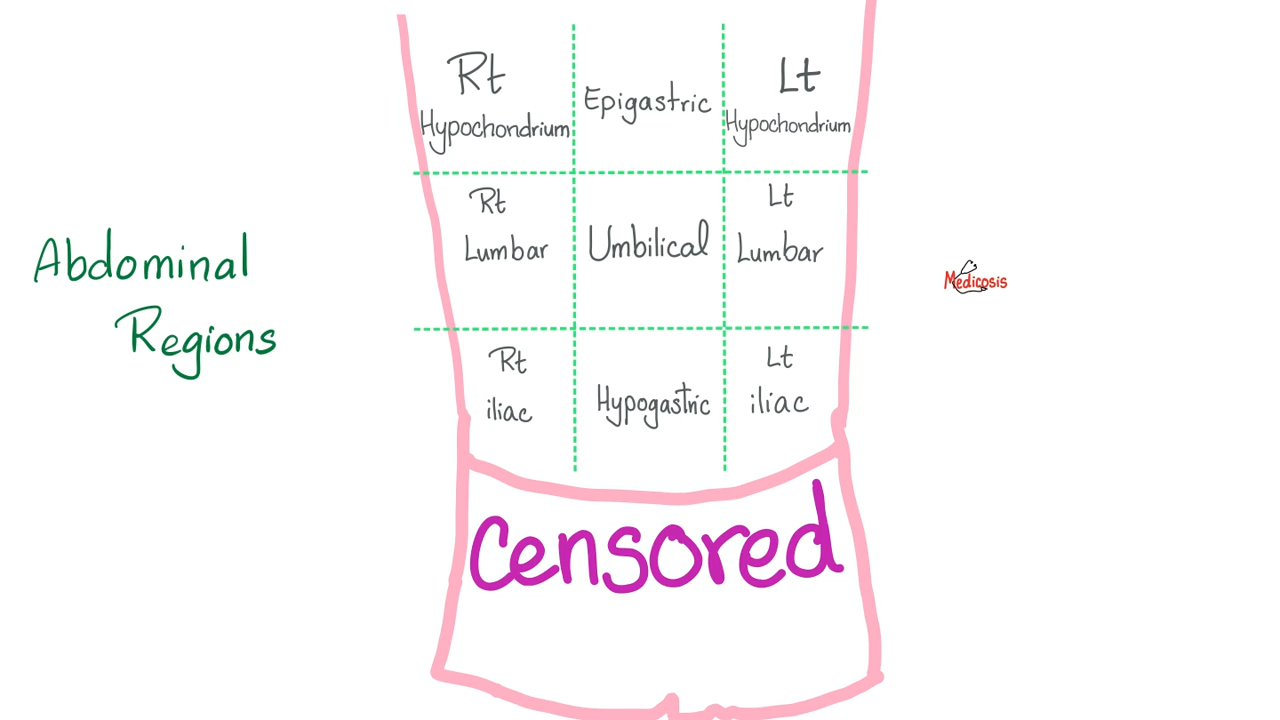 Abdominal
Regions
Rt
Hypochondrium
Epigastric
Lt
Hypochondrium
Rt
Lumbar
Umbilical
Lt
Lumbar
Rt
iliac
Hypogastric
Lt
iliac
Censored
Medicosis